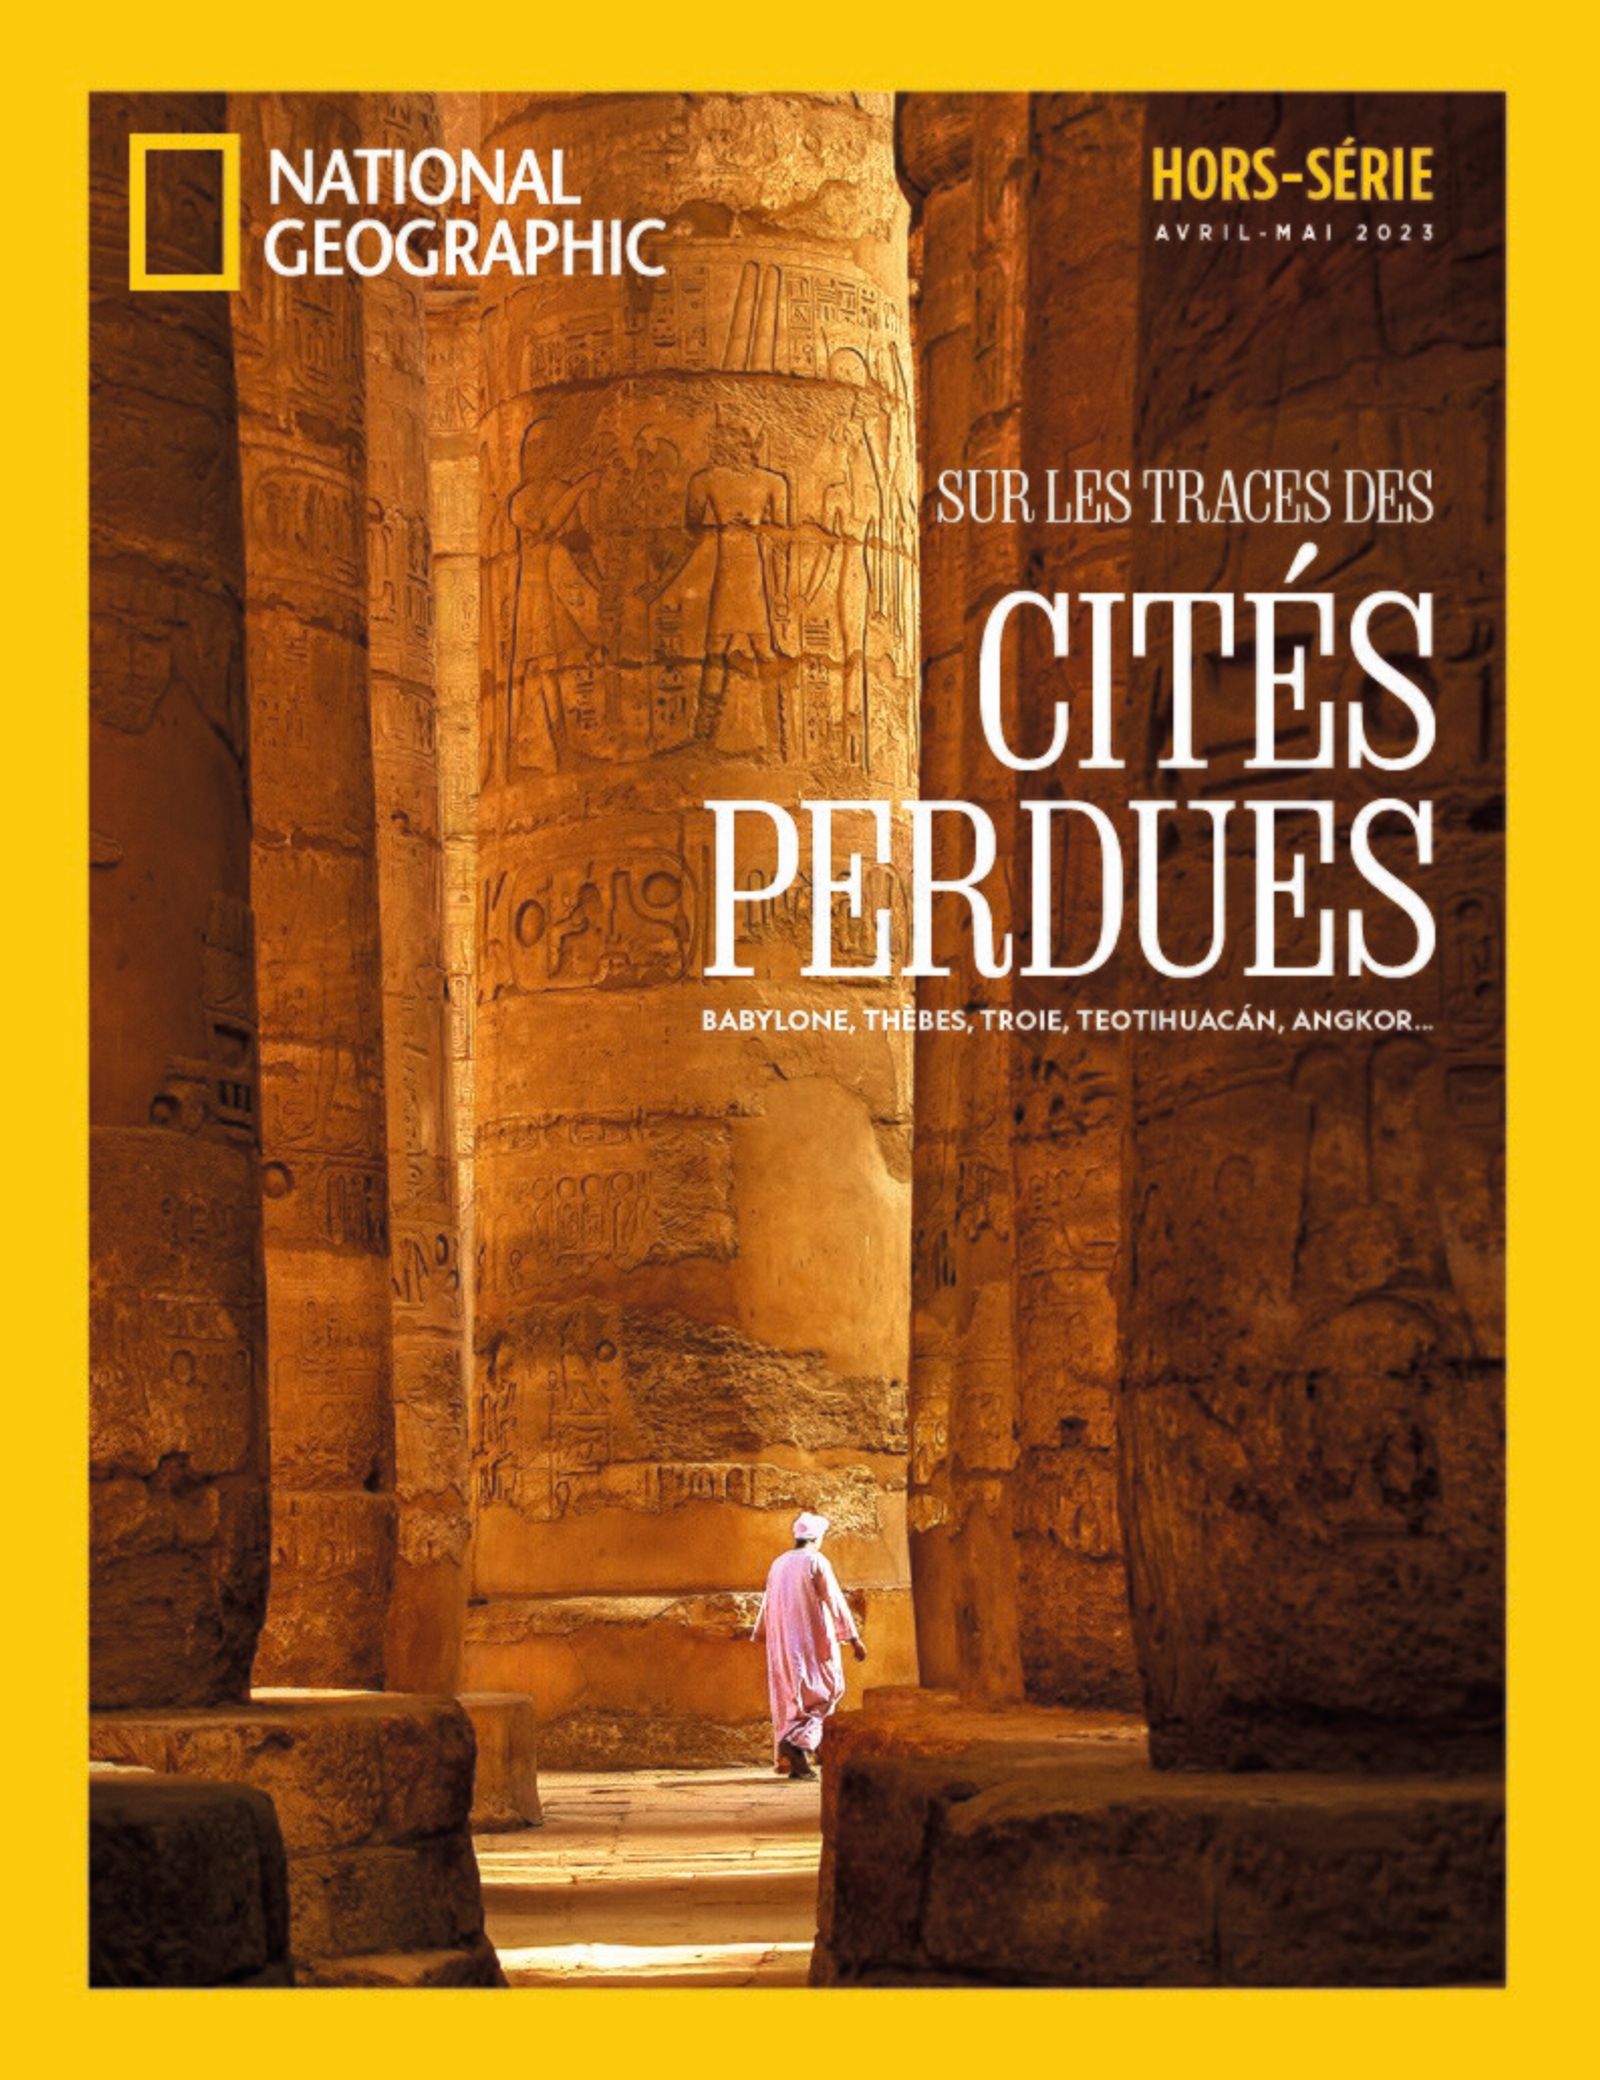 NATIONAL
GEOGRAPHIC
HORS-SÉRIE
AVRIL-MAI 2023
SUR LES TRACES DES
CITÉS
PERDUES
BABYLONE, THÈBES, TROIE, TEOTIHUACÁN, ANGKOR...